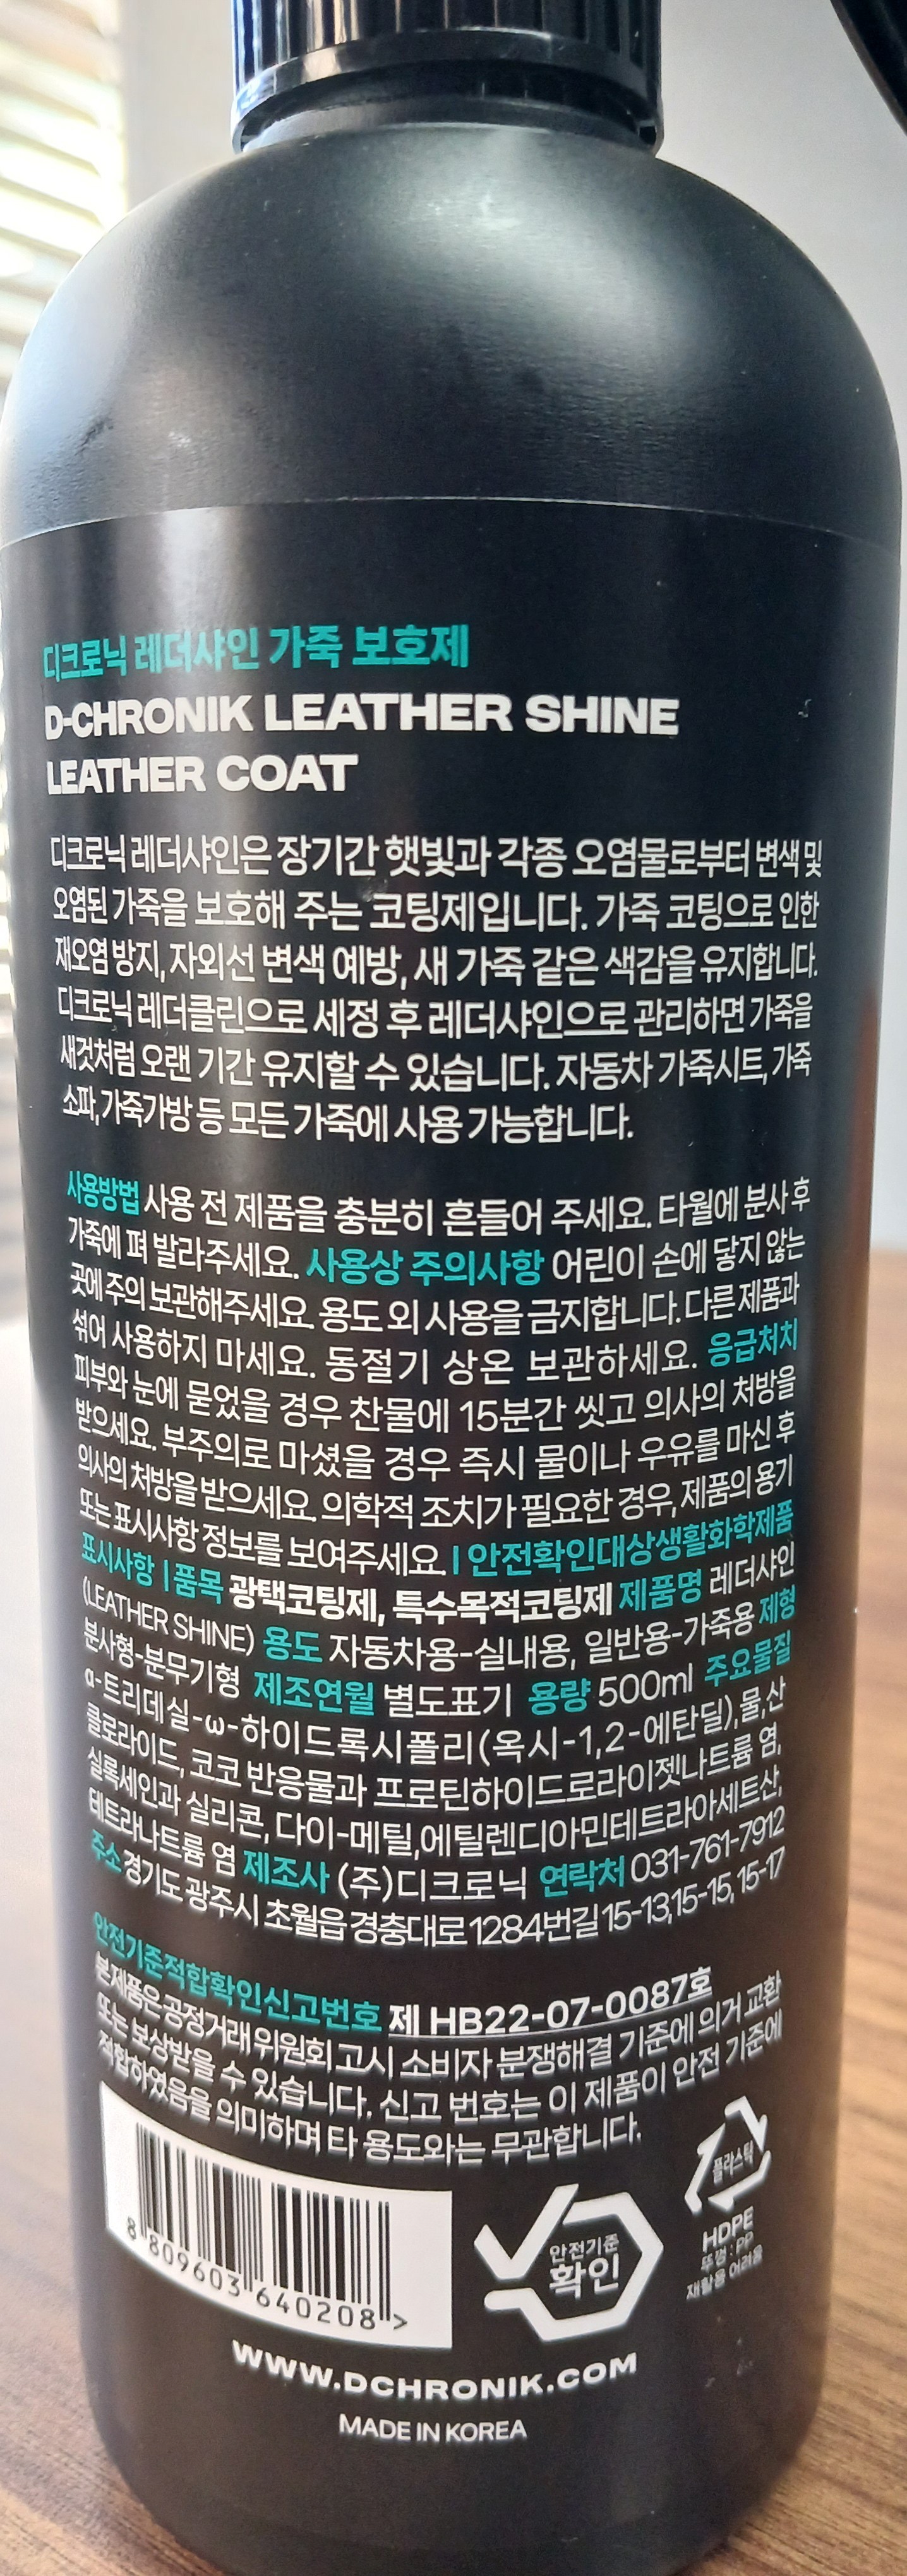 디크로닉 레더샤인 가죽 보호제
D-CHRONIK LEATHER SHINE
LEATHER COAT
디크로닉 레더샤인은 장기간 햇빛과 각종 오염물로부터 변색 및
오염된 가죽을 보호해 주는 코팅제입니다. 가죽 코팅으로 인한
재오염 방지, 자외선 변색 예방, 새 가죽 같은 색감을 유지합니다.
디크로닉 레더클린으로 세정 후 레더샤인으로 관리하면 가죽을
새것처럼 오랜 기간 유지할 수 있습니다. 자동차 가죽시트, 가죽
소파, 가죽가방 등 모든 가죽에 사용 가능합니다.
사용방법 사용 전 제품을 충분히 흔들어 주세요. 타월에 분사 후
가죽에 펴 발라주세요. 사용상 주의사항 어린이 손에 닿지 않는
곳에 주의 보관해주세요. 용도 외 사용을 금지합니다. 다른 제품과
섞어 사용하지 마세요. 동절기 상온 보관하세요. 응급처치
피부와 눈에 묻었을 경우 찬물에 15분간 씻고 의사의 처방을
받으세요. 부주의로 마셨을 경우 즉시 물이나 우유를 마신 후
의사의 처방을 받으세요. 의학적 조치가 필요한 경우, 제품의 용기
또는 표시사항 정보를 보여주세요. | 안전확인대상생활화학제품
표시사항 | 품목 광택코팅제, 특수목적코팅제 제품명 레더샤인
(LEATHER SHINE) 용도 자동차용-실내용, 일반용-가죽용 제형
분사형-분무기형 제조연월 별도표기 용량 500ml 주요물질
α-트리데실-ω-하이드록시폴리(옥시-1,2-에탄딜),물,산
클로라이드, 코코 반응물과 프로틴하이드로라이젯나트륨 염,
실록세인과 실리콘, 다이-메틸,에틸렌디아민테트라아세트산,
테트라나트륨 염 제조사 (주)디크로닉 연락처 031-761-7912
주소 경기도 광주시 초월읍 경충대로 1284번길 15-13,15-15, 15-17
안전기준적합확인신고번호 제 HB22-07-0087호
본제품은 공정거래 위원회 고시 소비자 분쟁해결 기준에 의거 교환
또는 보상받을 수 있습니다. 신고 번호는 이 제품이 안전 기준에
적합하였음을 의미하며 타 용도와는 무관합니다.
8 809603 640208 >
안전기준
확인
플라스틱
HDPE
뚜껑 : PP
재활용 어려움
WWW.DCHRONIK.COM
MADE IN KOREA